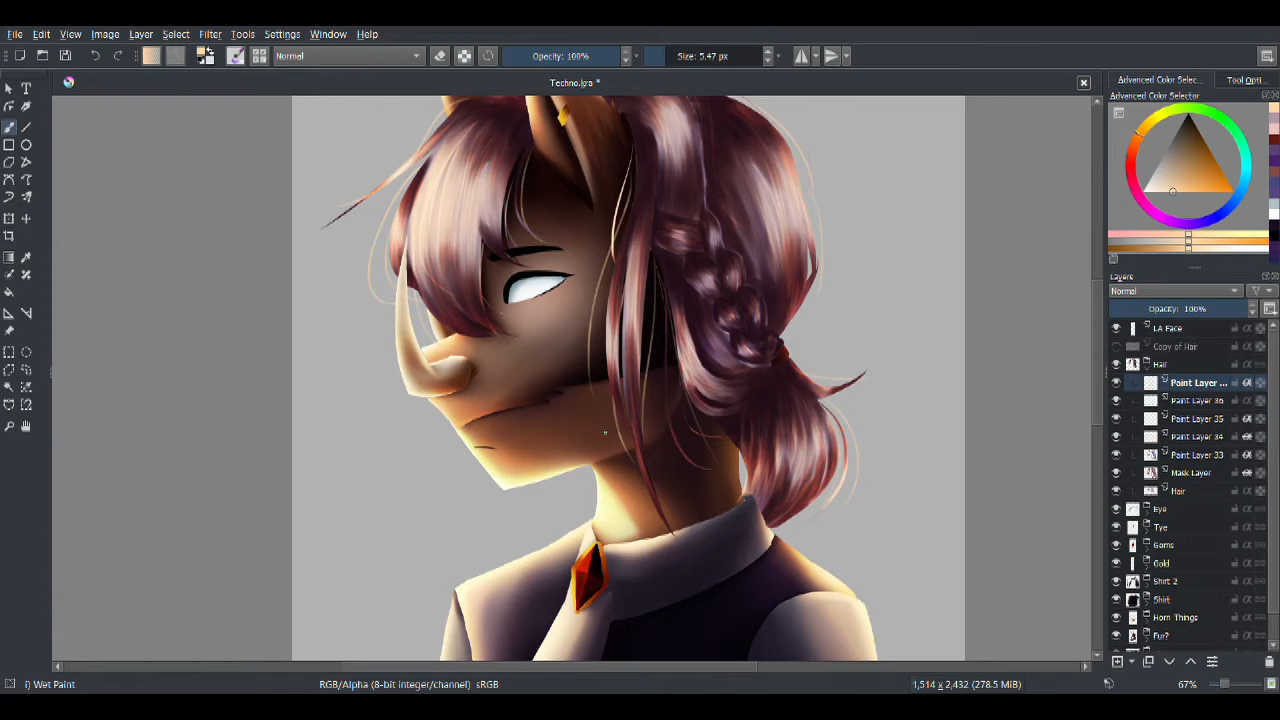 File Edit View Image Layer Select Filter Tools Settings Window Help
Normal Opacity: 100% Size: 5.47 px
Techno.kra *
Advanced Color Selec... Tool Opti...
Advanced Color Selector
Layers
Normal
Opacity: 100%
LA Face
Copy of Hair
Hair
Paint Layer ...
Paint Layer 36
Paint Layer 35
Paint Layer 34
Paint Layer 33
Mask Layer
Hair
Eye
Tye
Gems
Gold
Shirt 2
Shirt
Horn Things
Fur?
i) Wet Paint RGB/Alpha (8-bit integer/channel) sRGB 1,514 x 2,432 (278.5 MiB) 67%